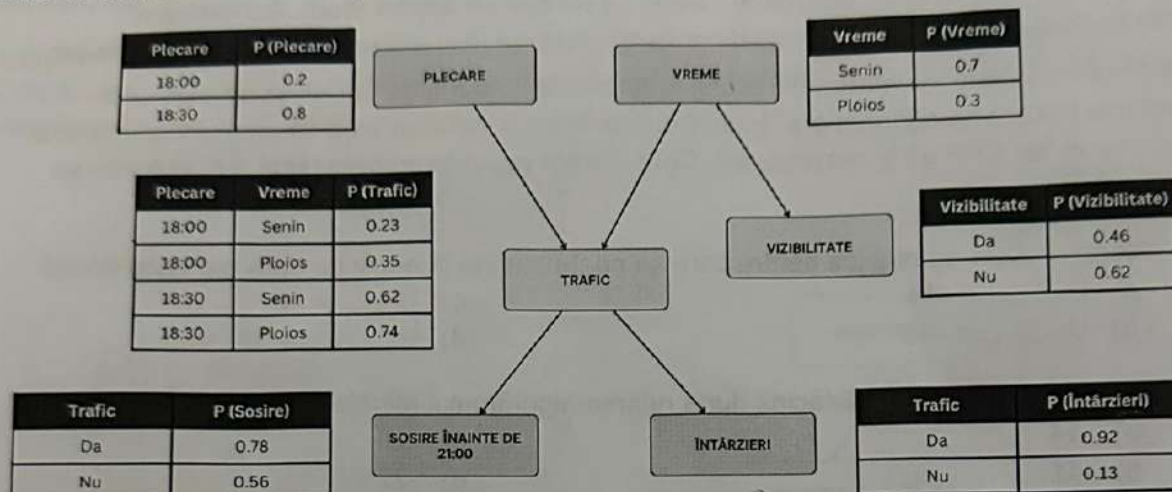 Plecare P (Plecare)
18:00 0.2
18:30 0.8
PLECARE
VREME
Vreme P (Vreme)
Senin 0.7
Ploios 0.3
Plecare Vreme P (Trafic)
18:00 Senin 0.23
18:00 Ploios 0.35
18:30 Senin 0.62
18:30 Ploios 0.74
TRAFIC
VIZIBILITATE
Vizibilitate P (Vizibilitate)
Da 0.46
Nu 0.62
Trafic P (Sosire)
Da 0.78
Nu 0.56
SOSIRE ÎNAINTE DE
21:00
ÎNTÂRZIERI
Trafic P (Întârzieri)
Da 0.92
Nu 0.13